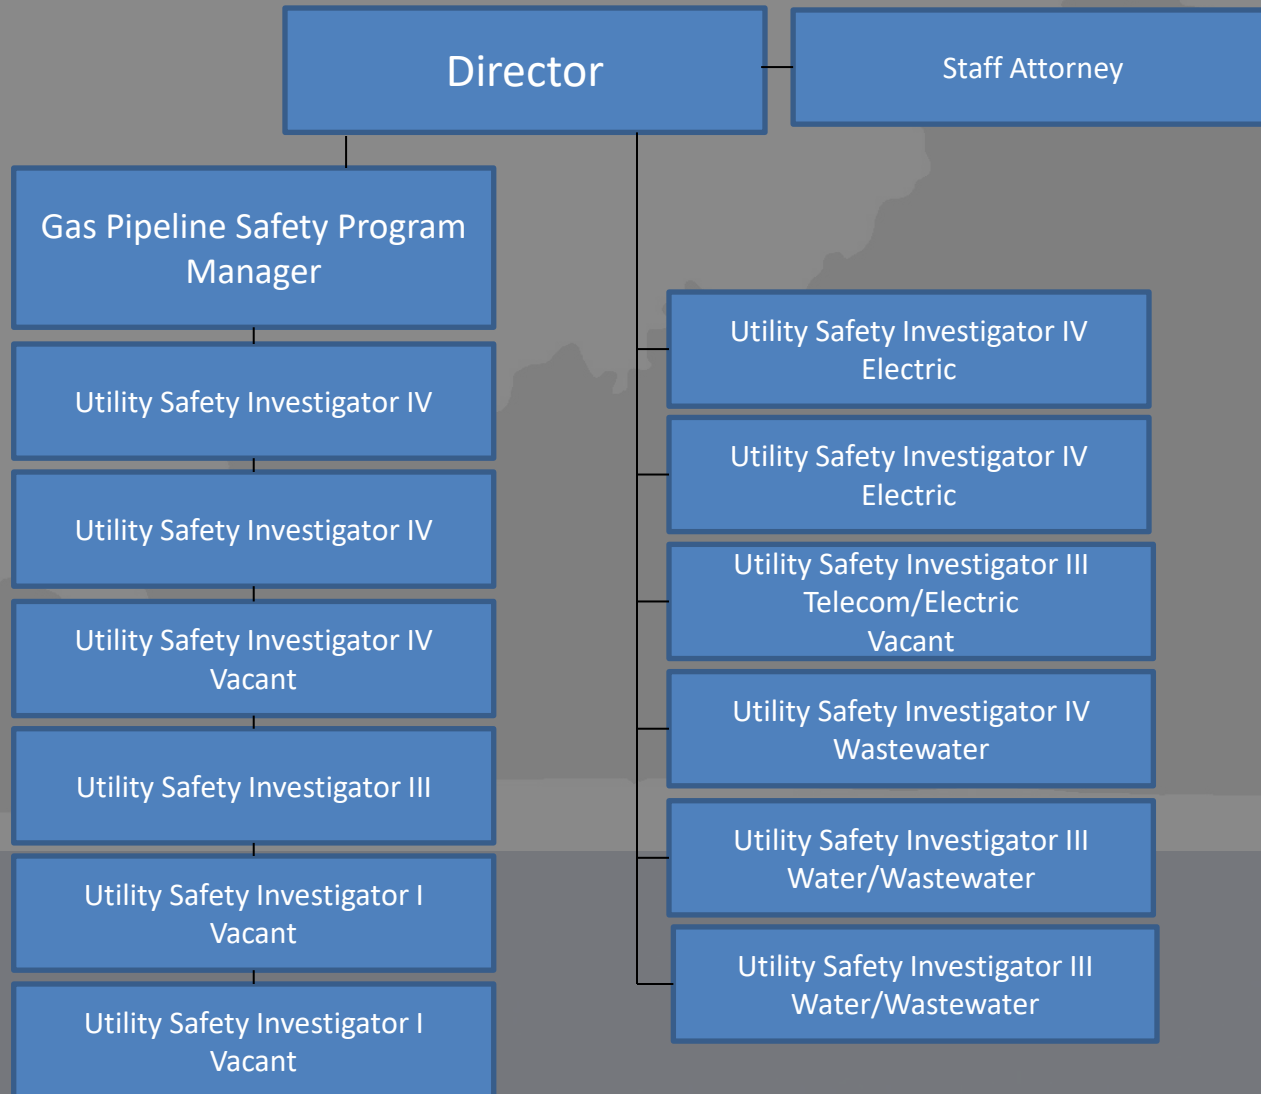 Director
Staff Attorney
Gas Pipeline Safety Program
Manager
Utility Safety Investigator IV
Utility Safety Investigator IV
Utility Safety Investigator IV
Vacant
Utility Safety Investigator III
Utility Safety Investigator I
Vacant
Utility Safety Investigator I
Vacant
Utility Safety Investigator IV
Electric
Utility Safety Investigator IV
Electric
Utility Safety Investigator III
Telecom/Electric
Vacant
Utility Safety Investigator IV
Wastewater
Utility Safety Investigator III
Water/Wastewater
Utility Safety Investigator III
Water/Wastewater